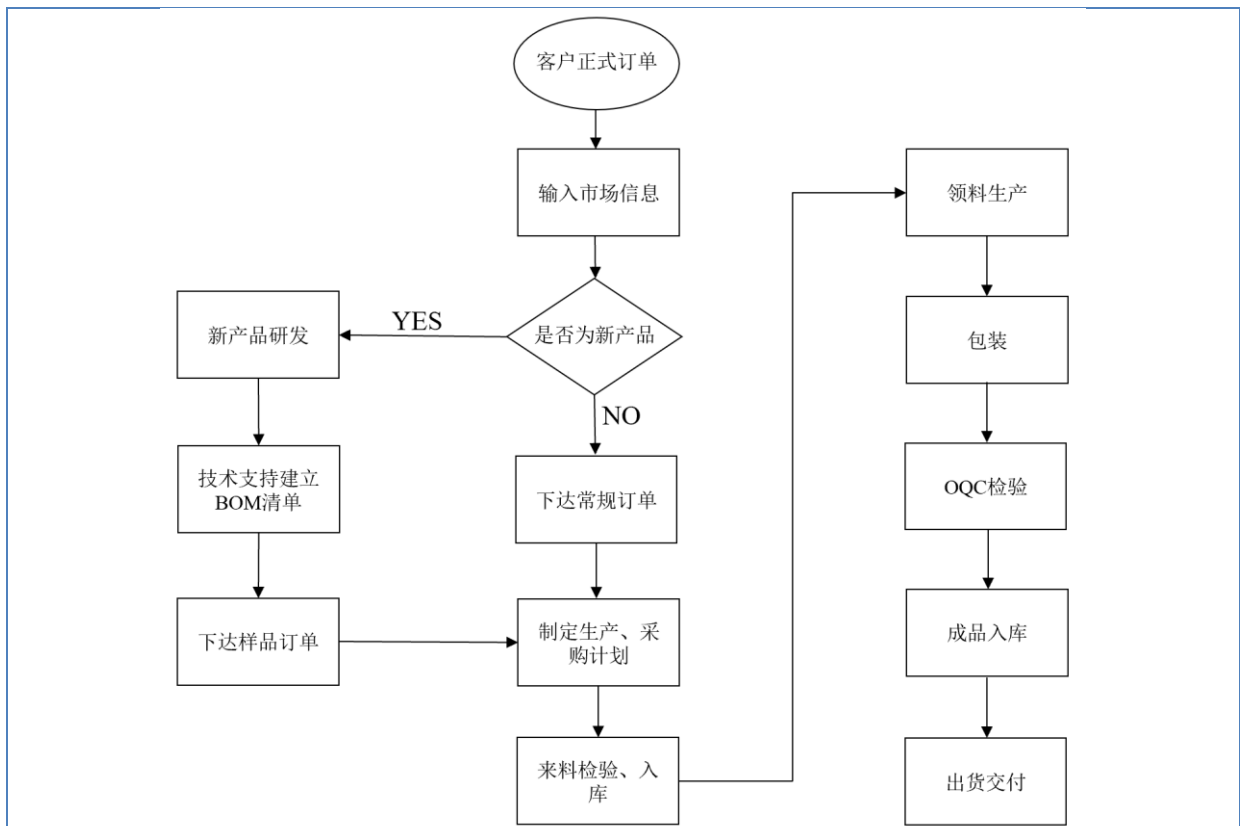 客户正式订单
输入市场信息
是否为新产品
YES
NO
新产品研发
技术支持建立
BOM清单
下达样品订单
下达常规订单
制定生产、采
购计划
来料检验、入
库
领料生产
包装
OQC检验
成品入库
出货交付